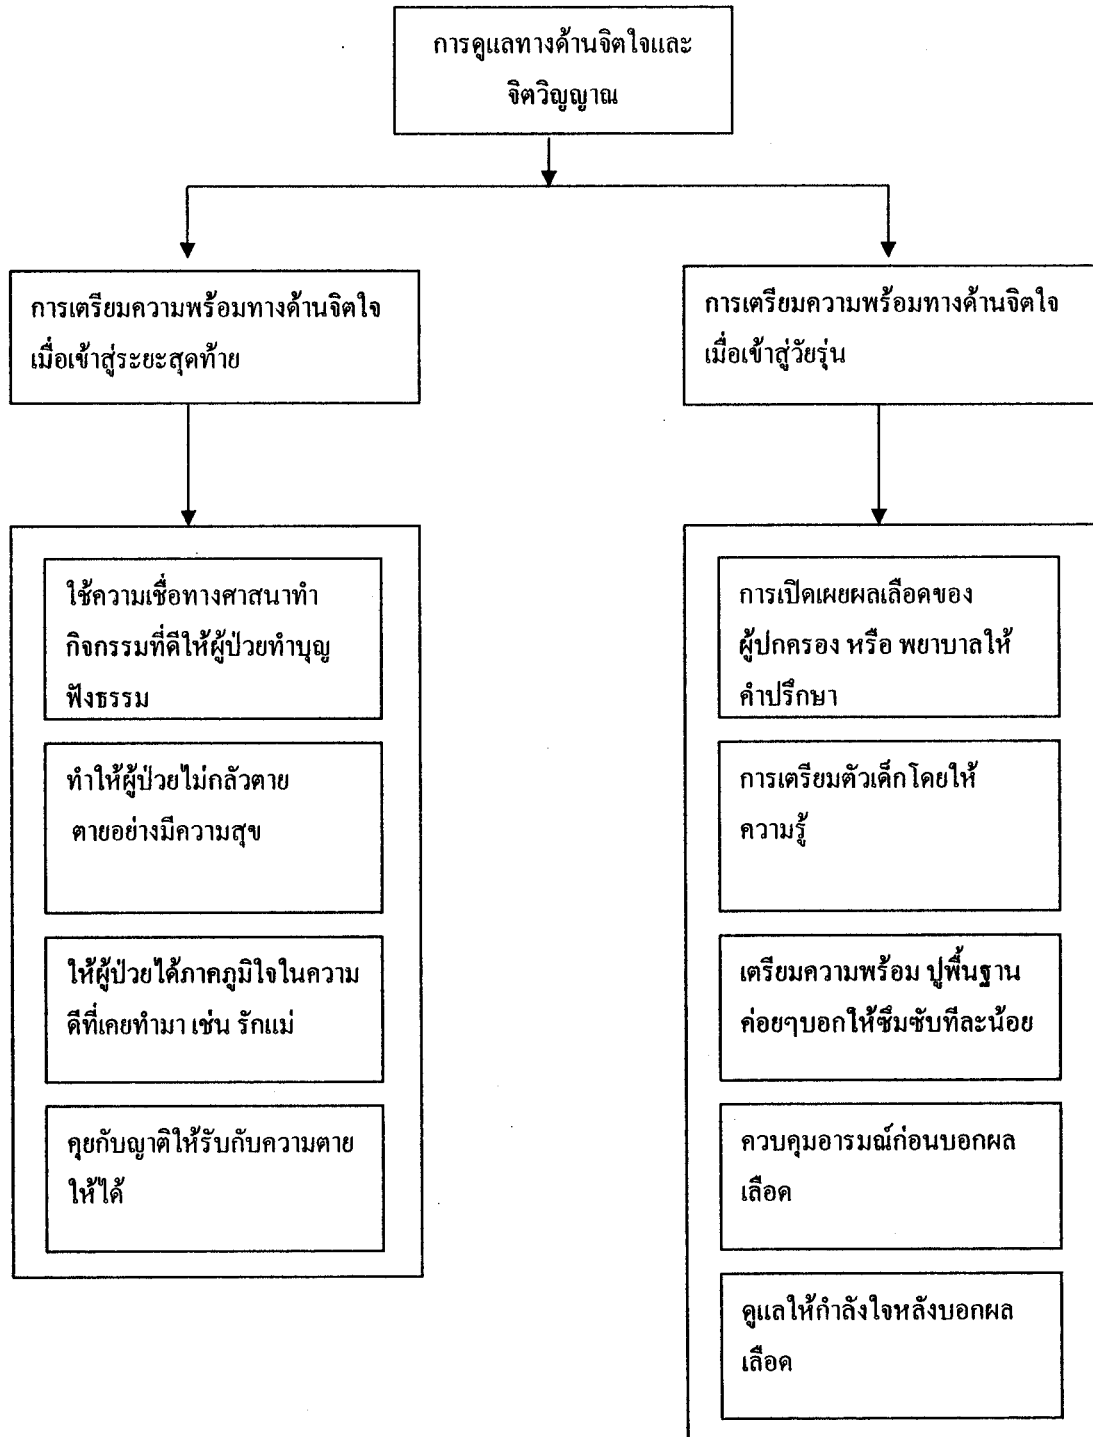 การดูแลทางด้านจิตใจและ
จิตวิญญาณ
การเตรียมความพร้อมทางด้านจิตใจ
เมื่อเข้าสู่ระยะสุดท้าย
การเตรียมความพร้อมทางด้านจิตใจ
เมื่อเข้าสู่วัยรุ่น
ใช้ความเชื่อทางศาสนาทำ
กิจกรรมที่ดีให้ผู้ป่วยทำบุญ
ฟังธรรม
ทำให้ผู้ป่วยไม่กลัวตาย
ตายอย่างมีความสุข
ให้ผู้ป่วยได้ภาคภูมิใจในความ
ดีที่เคยทำมา เช่น รักแม่
คุยกับญาติให้รับกับความตาย
ให้ได้
การเปิดเผยผลเลือดของ
ผู้ปกครอง หรือ พยาบาลให้
คำปรึกษา
การเตรียมตัวเด็กโดยให้
ความรู้
เตรียมความพร้อม ปูพื้นฐาน
ค่อยๆบอกให้ซึมซับทีละน้อย
ควบคุมอารมณ์ก่อนบอกผล
เลือด
ดูแลให้กำลังใจหลังบอกผล
เลือด